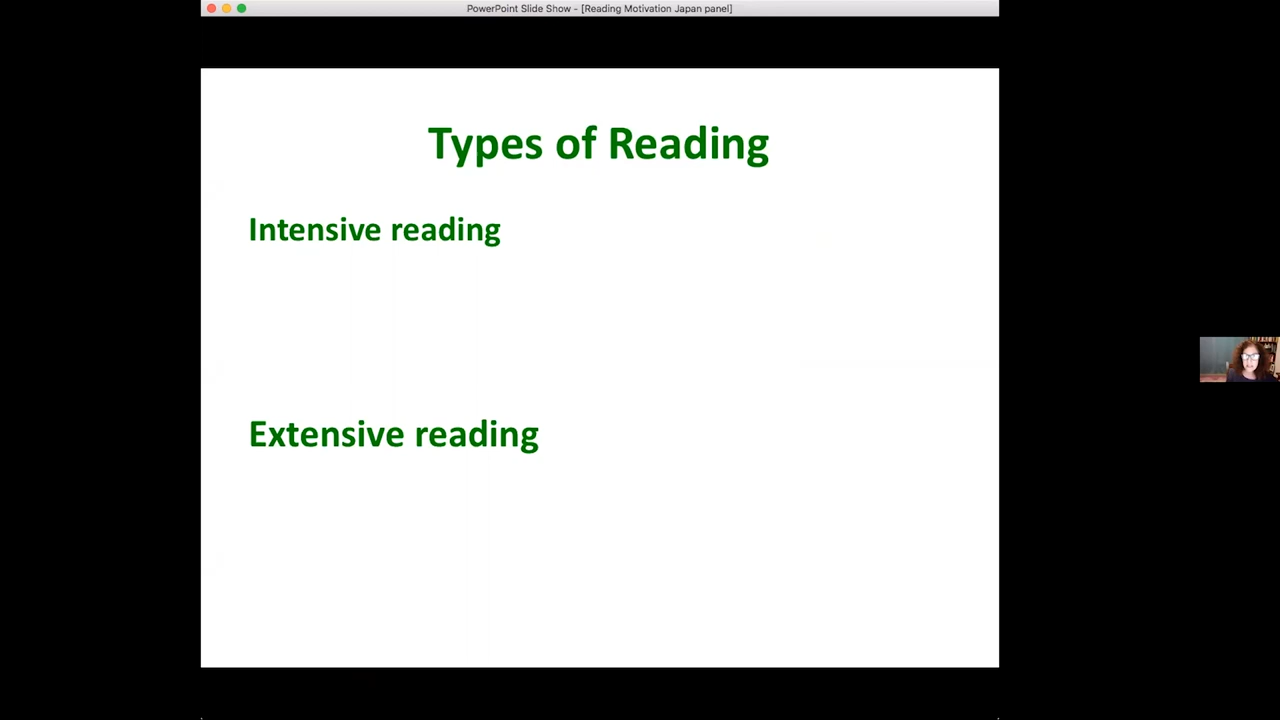 PowerPoint Slide Show - [Reading Motivation Japan panel]
Types of Reading
Intensive reading
Extensive reading